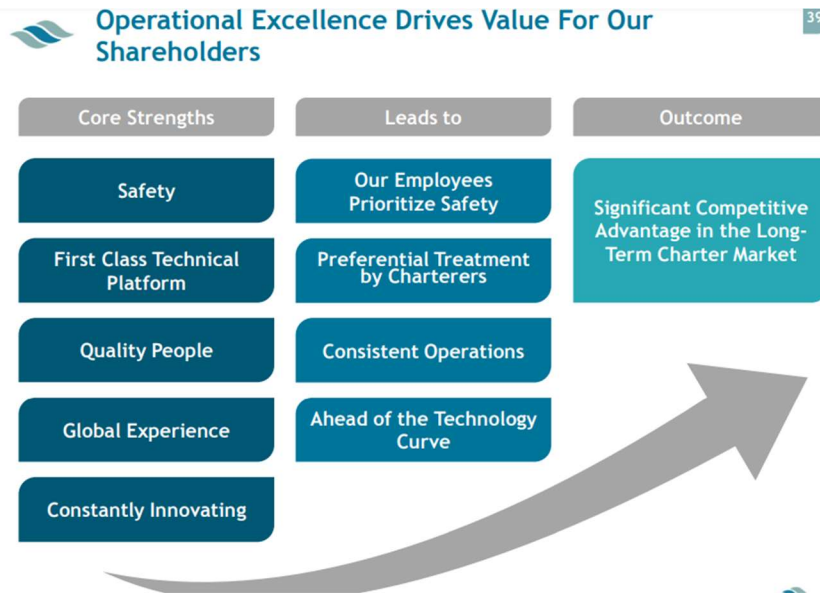 Operational Excellence Drives Value For Our
Shareholders
39
Core Strengths
Leads to
Outcome
Safety
Our Employees
Prioritize Safety
Significant Competitive
Advantage in the Long-
Term Charter Market
First Class Technical
Platform
Preferential Treatment
by Charterers
Quality People
Consistent Operations
Global Experience
Ahead of the Technology
Curve
Constantly Innovating